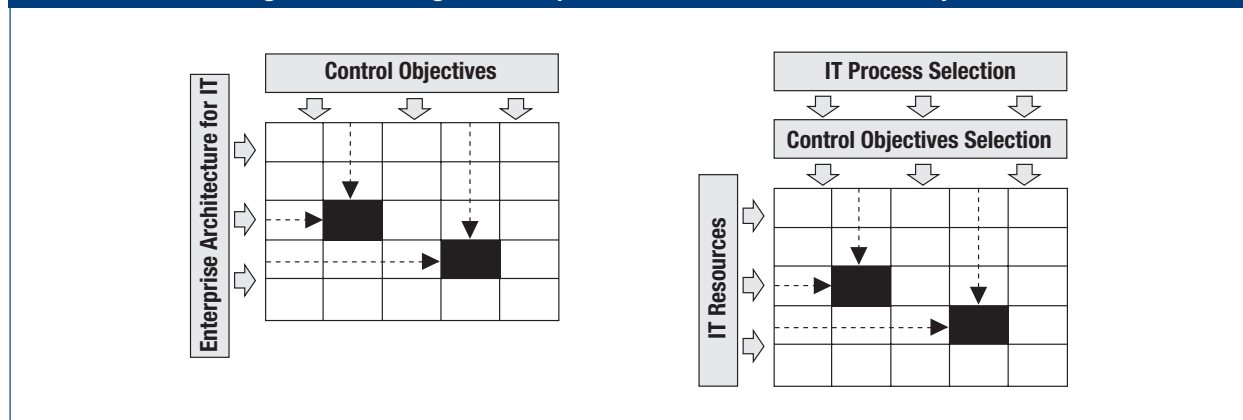 Control Objectives
Enterprise Architecture for IT
IT Process Selection
Control Objectives Selection
IT Resources